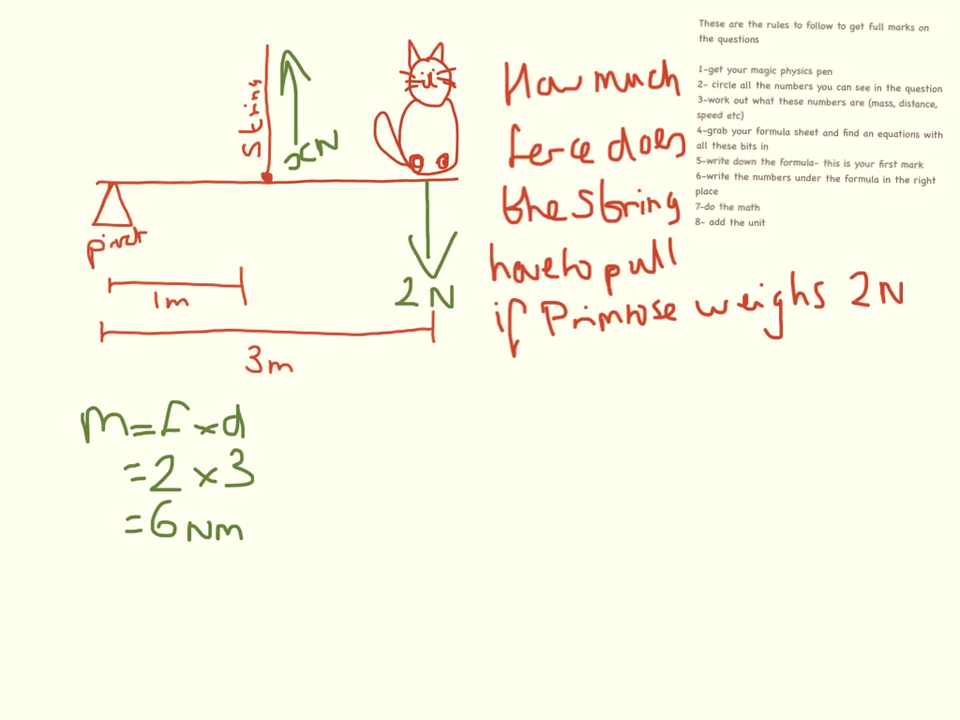 These are the rules to follow to get full marks on
the questions
1-get your magic physics pen
2- circle all the numbers you can see in the question
3-work out what these numbers are (mass, distance,
speed etc)
4-grab your formula sheet and find an equations with
all these bits in
5-write down the formula- this is your first mark
6-write the numbers under the formula in the right
place
7-do the math
8- add the unit
How much
force does
the string
have to pull
if Primrose weighs 2N
String
xN
pivot
2N
1m
3m
M=F×d
=2×3
=6Nm